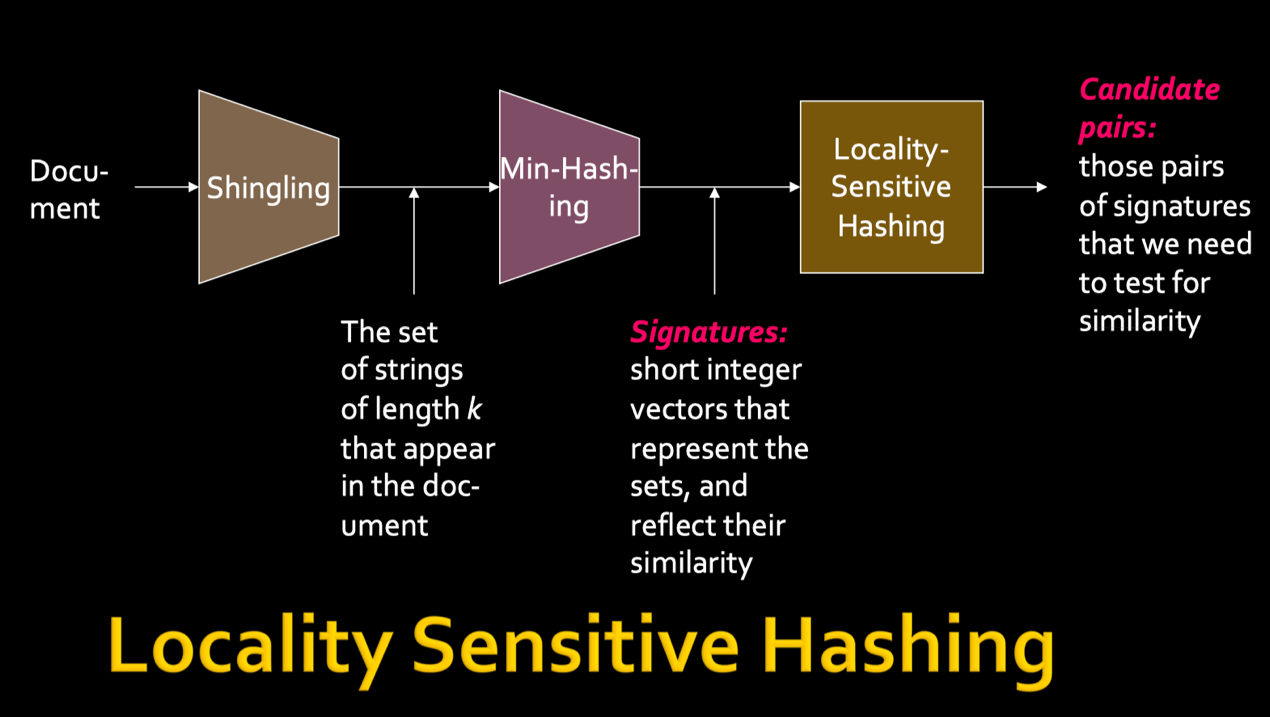 Docu-
ment
Shingling
Min-Hash-
ing
Locality-
Sensitive
Hashing
Candidate
pairs:
those pairs
of signatures
that we need
to test for
similarity
The set
of strings
of length k
that appear
in the doc-
ument
Signatures:
short integer
vectors that
represent the
sets, and
reflect their
similarity
Locality Sensitive Hashing